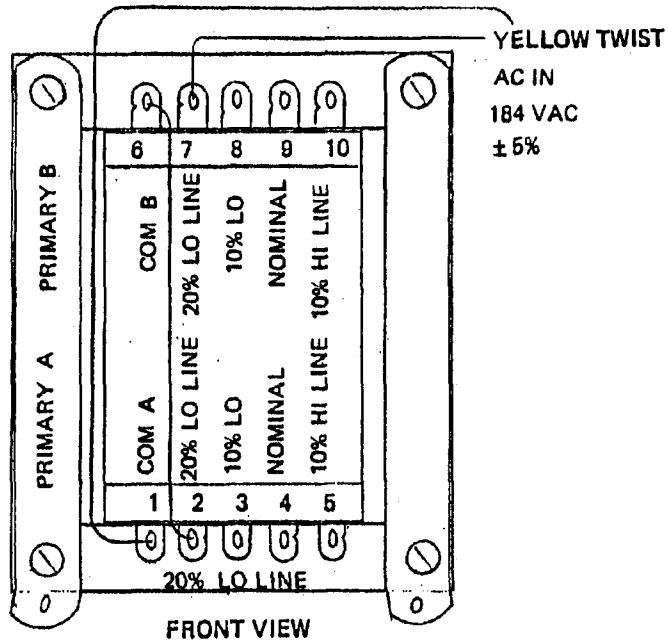 YELLOW TWIST
AC IN
184 VAC
± 5%
6 7 8 9 10
PRIMARY B
COM B
20% LO LINE
10% LO
NOMINAL
10% HI LINE
PRIMARY A
COM A
20% LO LINE
10% LO
NOMINAL
10% HI LINE
1 2 3 4 5
20% LO LINE
FRONT VIEW